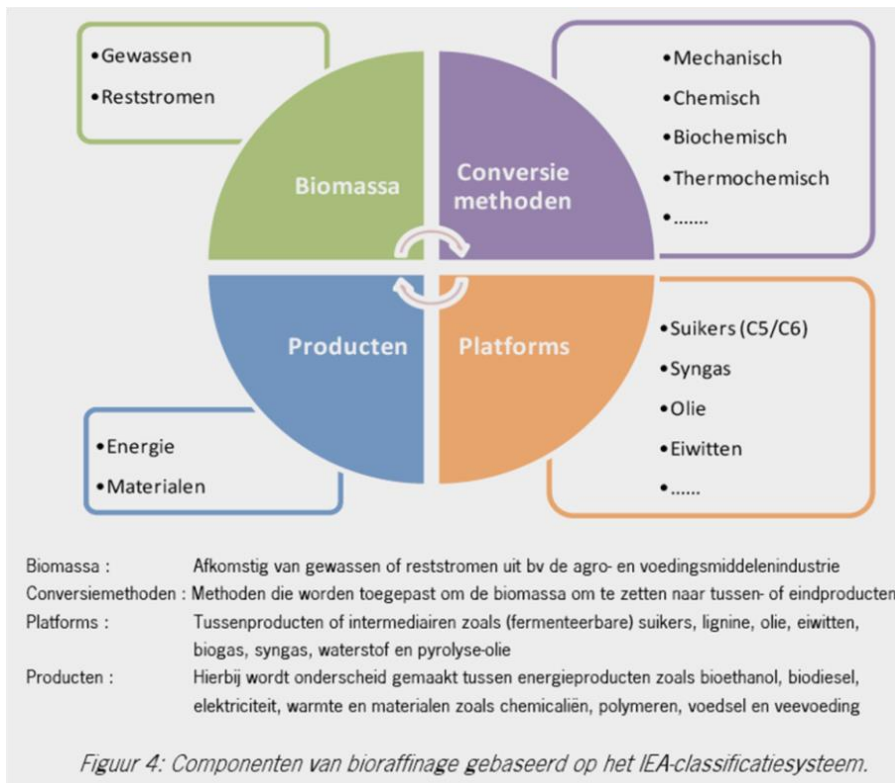 •Gewassen
•Reststromen
•Mechanisch
•Chemisch
•Biochemisch
•Thermochemisch
•.......
Biomassa
Conversie
methoden
Producten
Platforms
•Energie
•Materialen
•Suikers (C5/C6)
•Syngas
•Olie
•Eiwitten
•......
Biomassa : Afkomstig van gewassen of reststromen uit bv de agro- en voedingsmiddelenindustrie
Conversiemethoden : Methoden die worden toegepast om de biomassa om te zetten naar tussen- of eindproducten
Platforms : Tussenproducten of intermediairen zoals (fermenteerbare) suikers, lignine, olie, eiwitten,
biogas, syngas, waterstof en pyrolyse-olie
Producten : Hierbij wordt onderscheid gemaakt tussen energieproducten zoals bioethanol, biodiesel,
elektriciteit, warmte en materialen zoals chemicaliën, polymeren, voedsel en veevoeding
Figuur 4: Componenten van bioraffinage gebaseerd op het IEA-classificatiesysteem.